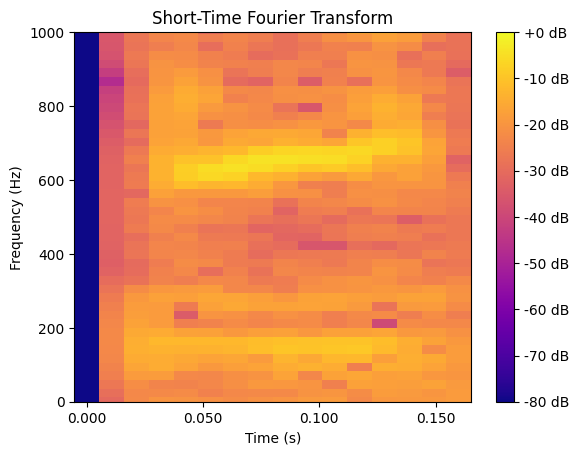 Short-Time Fourier Transform
1000
800
600
400
200
0
Frequency (Hz)
0.000
0.050
0.100
0.150
Time (s)
+0 dB
-10 dB
-20 dB
-30 dB
-40 dB
-50 dB
-60 dB
-70 dB
-80 dB